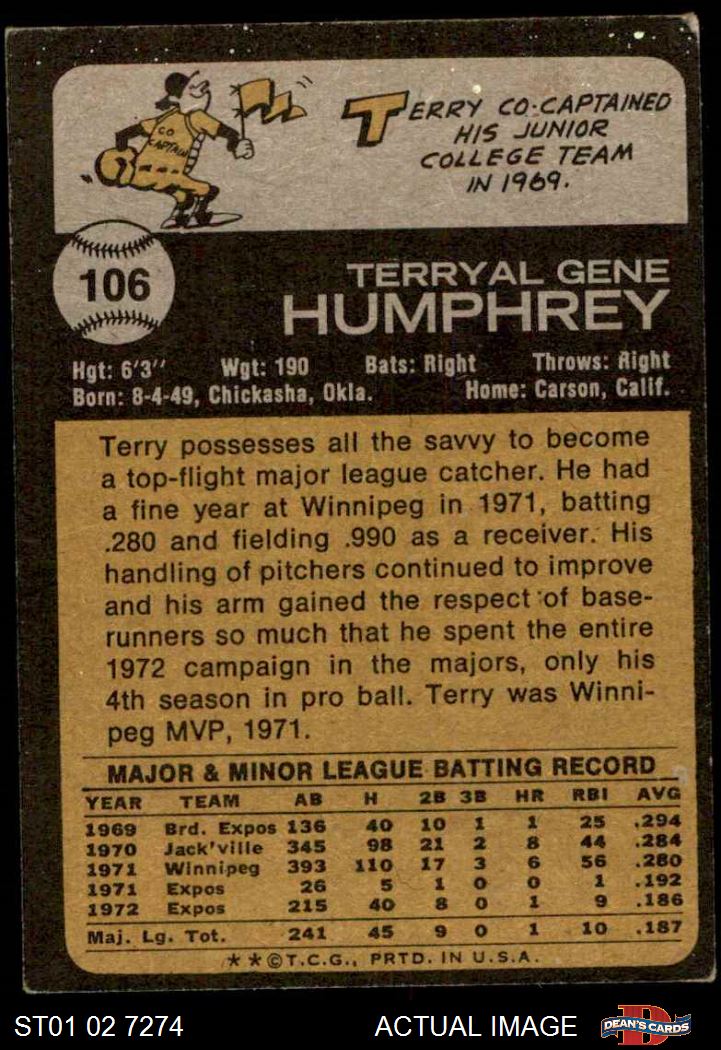 CO
CAPTAIN
TERRY CO-CAPTAINED
HIS JUNIOR
COLLEGE TEAM
IN 1969.
106
TERRYAL GENE
HUMPHREY
Hgt: 6'3" Wgt: 190 Bats: Right Throws: Right
Born: 8-4-49, Chickasha, Okla. Home: Carson, Calif.
Terry possesses all the savvy to become
a top-flight major league catcher. He had
a fine year at Winnipeg in 1971, batting
.280 and fielding .990 as a receiver. His
handling of pitchers continued to improve
and his arm gained the respect of base-
runners so much that he spent the entire
1972 campaign in the majors, only his
4th season in pro ball. Terry was Winni-
peg MVP, 1971.
MAJOR & MINOR LEAGUE BATTING RECORD
YEAR TEAM AB H 2B 3B HR RBI AVG
1969 Brd. Expos 136 40 10 1 1 25 .294
1970 Jack'ville 345 98 21 2 8 44 .284
1971 Winnipeg 393 110 17 3 6 56 .280
1971 Expos 26 5 1 0 0 1 .192
1972 Expos 215 40 8 0 1 9 .186
Maj. Lg. Tot. 241 45 9 0 1 10 .187
**©T.C.G., PRTD. IN U.S.A.
ST01 02 7274 ACTUAL IMAGE D DEAN'S CARDS